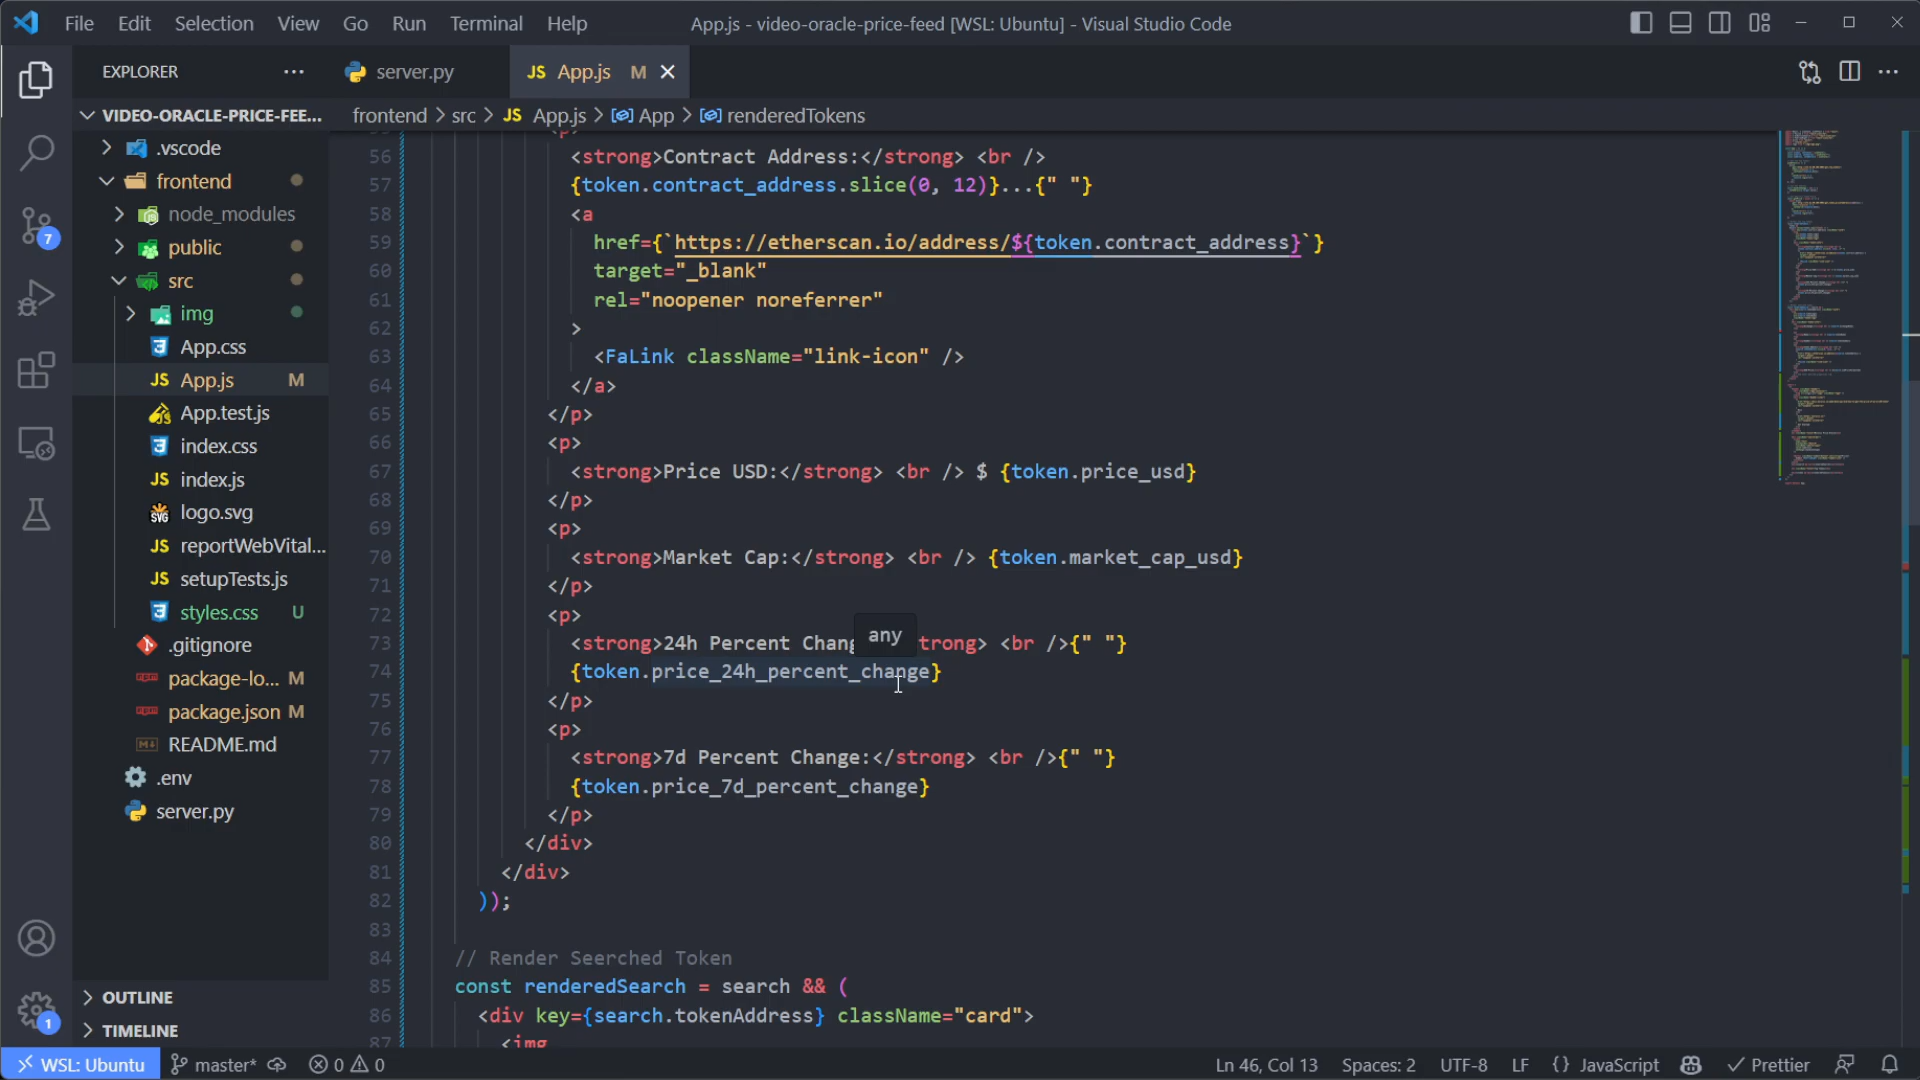 File Edit Selection View Go Run Terminal Help
App.js - video-oracle-price-feed [WSL: Ubuntu] - Visual Studio Code
EXPLORER
server.py
JS App.js M
VIDEO-ORACLE-PRICE-FEE...
frontend > src > JS App.js > App > renderedTokens
.vscode
frontend
node_modules
public
src
img
App.css
JS App.js M
App.test.js
index.css
JS index.js
SVG logo.svg
JS reportWebVital...
JS setupTests.js
styles.css U
.gitignore
package-lo... M
package.json M
README.md
.env
server.py
OUTLINE
TIMELINE
7
1
<p>
56 <strong>Contract Address:</strong> <br />
57 {token.contract_address.slice(0, 12)}...{" "}
58 <a
59 href={`https://etherscan.io/address/${token.contract_address}`}
60 target="_blank"
61 rel="noopener noreferrer"
62 >
63 <FaLink className="link-icon" />
64 </a>
65 </p>
66 <p>
67 <strong>Price USD:</strong> <br /> $ {token.price_usd}
68 </p>
69 <p>
70 <strong>Market Cap:</strong> <br /> {token.market_cap_usd}
71 </p>
72 <p>
73 <strong>24h Percent Chang any trong> <br />{" "}
74 {token.price_24h_percent_change}
75 </p>
76 <p>
77 <strong>7d Percent Change:</strong> <br />{" "}
78 {token.price_7d_percent_change}
79 </p>
80 </div>
81 </div>
82 ));
83
84 // Render Seerched Token
85 const renderedSearch = search && (
86 <div key={search.tokenAddress} className="card">
87 <img
WSL: Ubuntu master* 0 0
Ln 46, Col 13 Spaces: 2 UTF-8 LF {} JavaScript Prettier